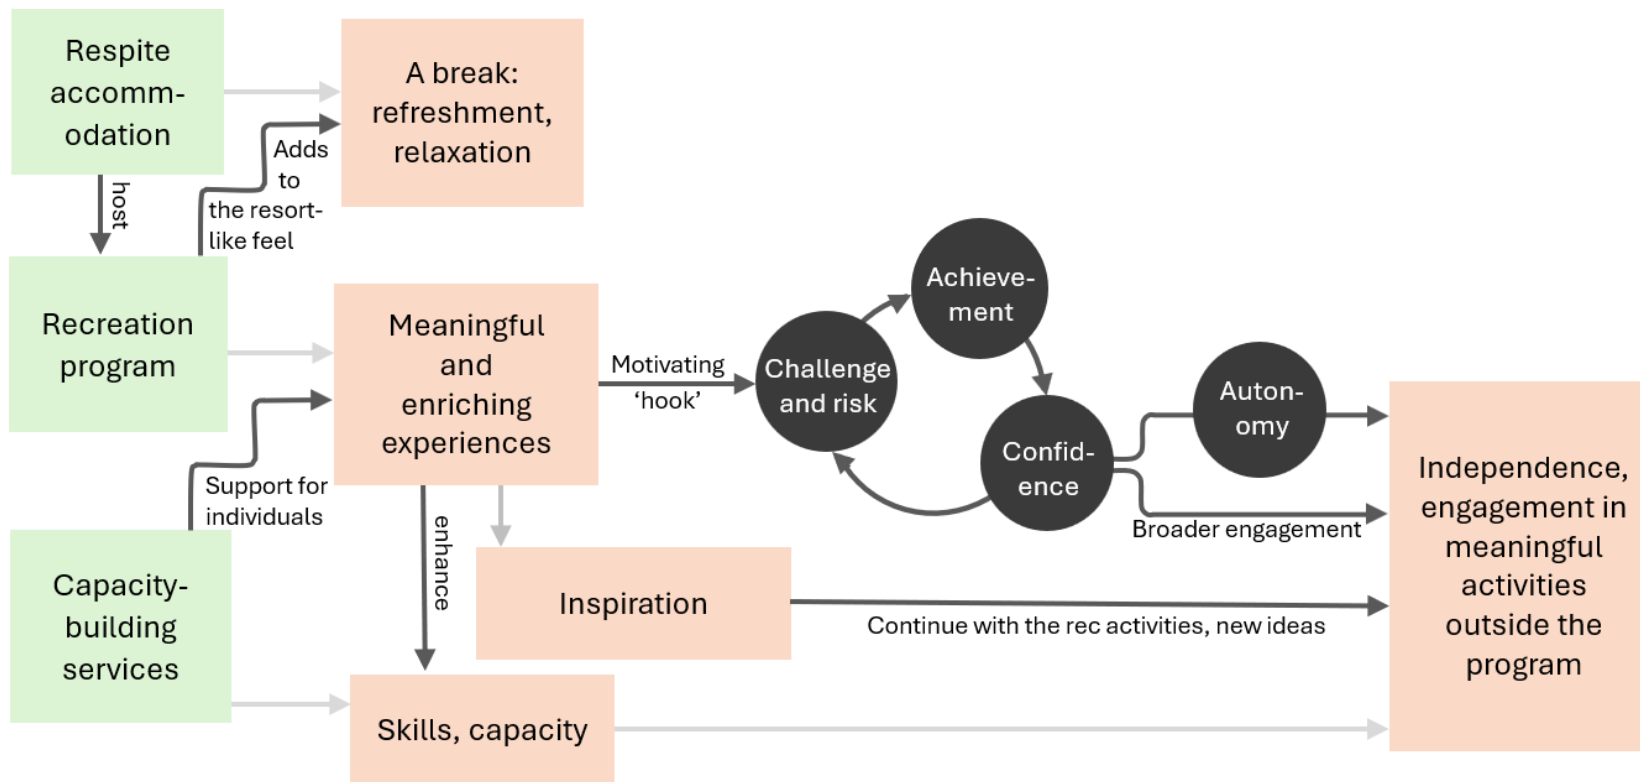 Respite
accomm-
odation
A break:
refreshment,
relaxation
host
Adds
to
the resort-
like feel
Recreation
program
Meaningful
and
enriching
experiences
Motivating
‘hook’
Challenge
and risk
Achieve-
ment
Confid-
ence
Auton-
omy
Broader engagement
Independence,
engagement in
meaningful
activities
outside the
program
Support for
individuals
enhance
Capacity-
building
services
Inspiration
Continue with the rec activities, new ideas
Skills, capacity